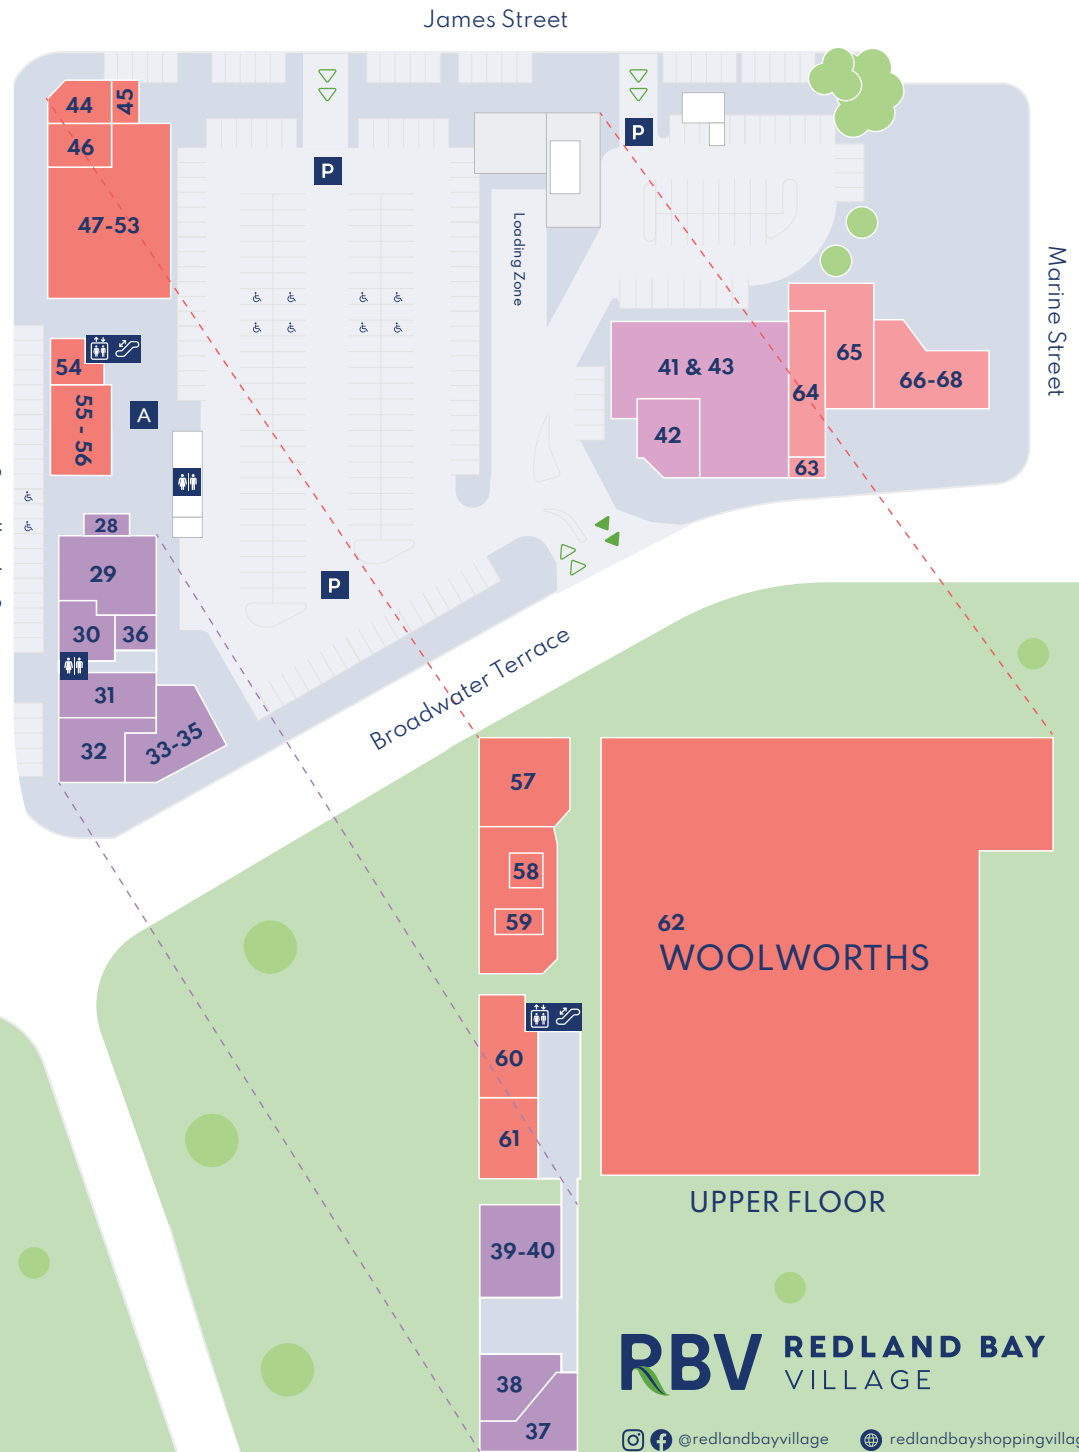 James Street
44
45
46
P
P
47-53
Loading Zone
Marine Street
54
A
55 - 56
41 & 43
42
65
64
66-68
63
28
29
30
36
31
32
33-35
P
Broadwater Terrace
57
58
59
62
WOOLWORTHS
60
61
UPPER FLOOR
39-40
38
37
RBV REDLAND BAY
VILLAGE
@redlandbayvillage